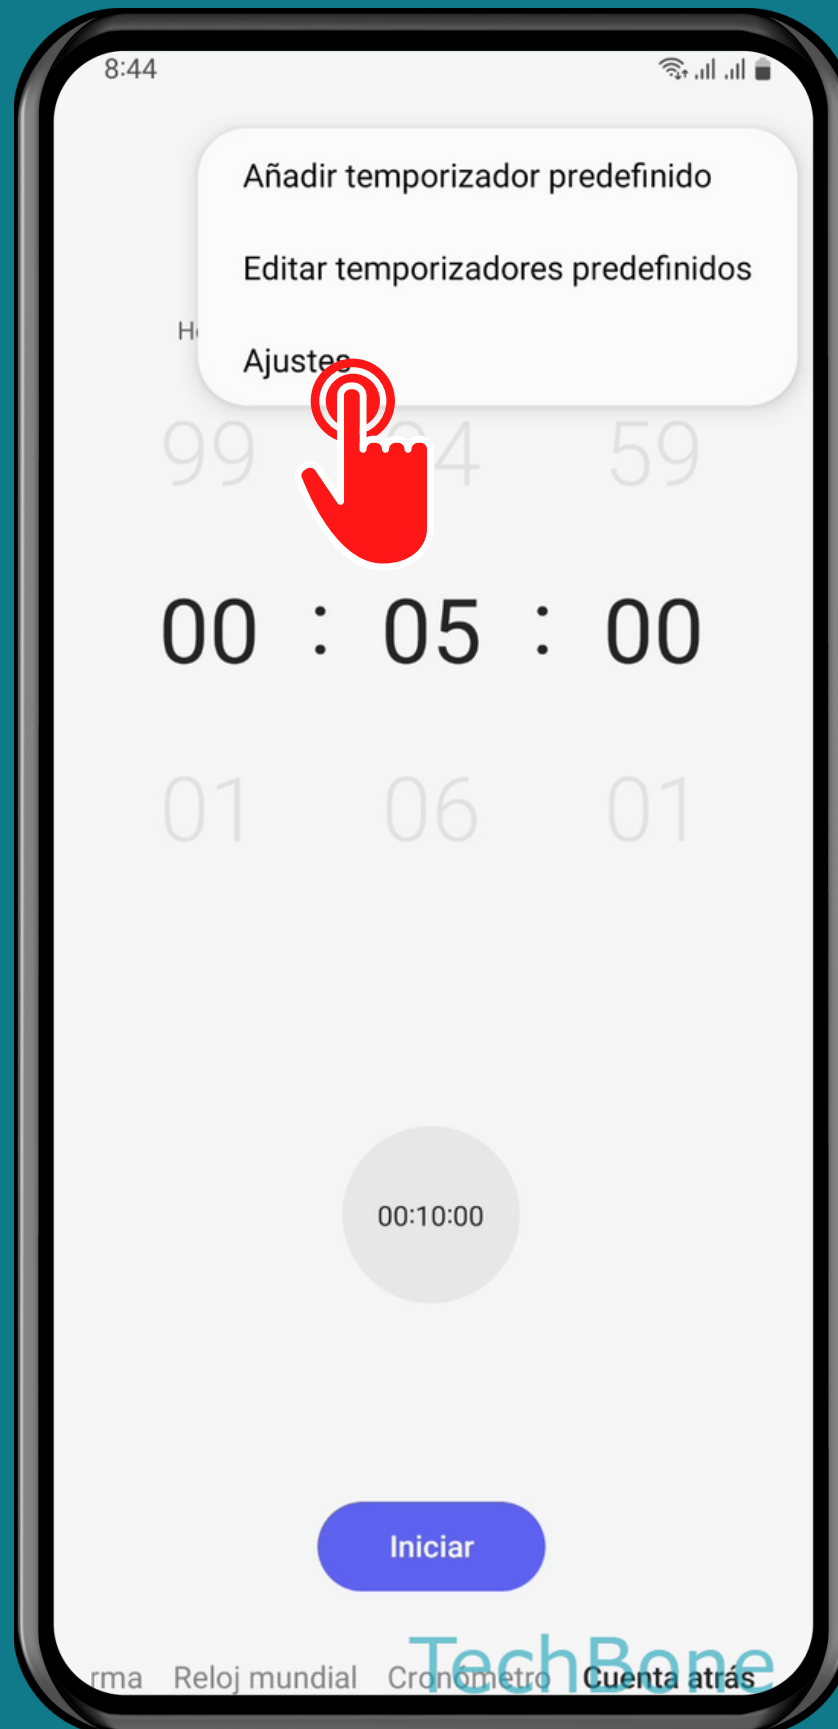 8:44
Añadir temporizador predefinido
Editar temporizadores predefinidos
Ajustes
99 59
00 : 05 : 00
01 06 01
00:10:00
Iniciar
rma Reloj mundial Cronómetro Cuenta atrás
TechBone